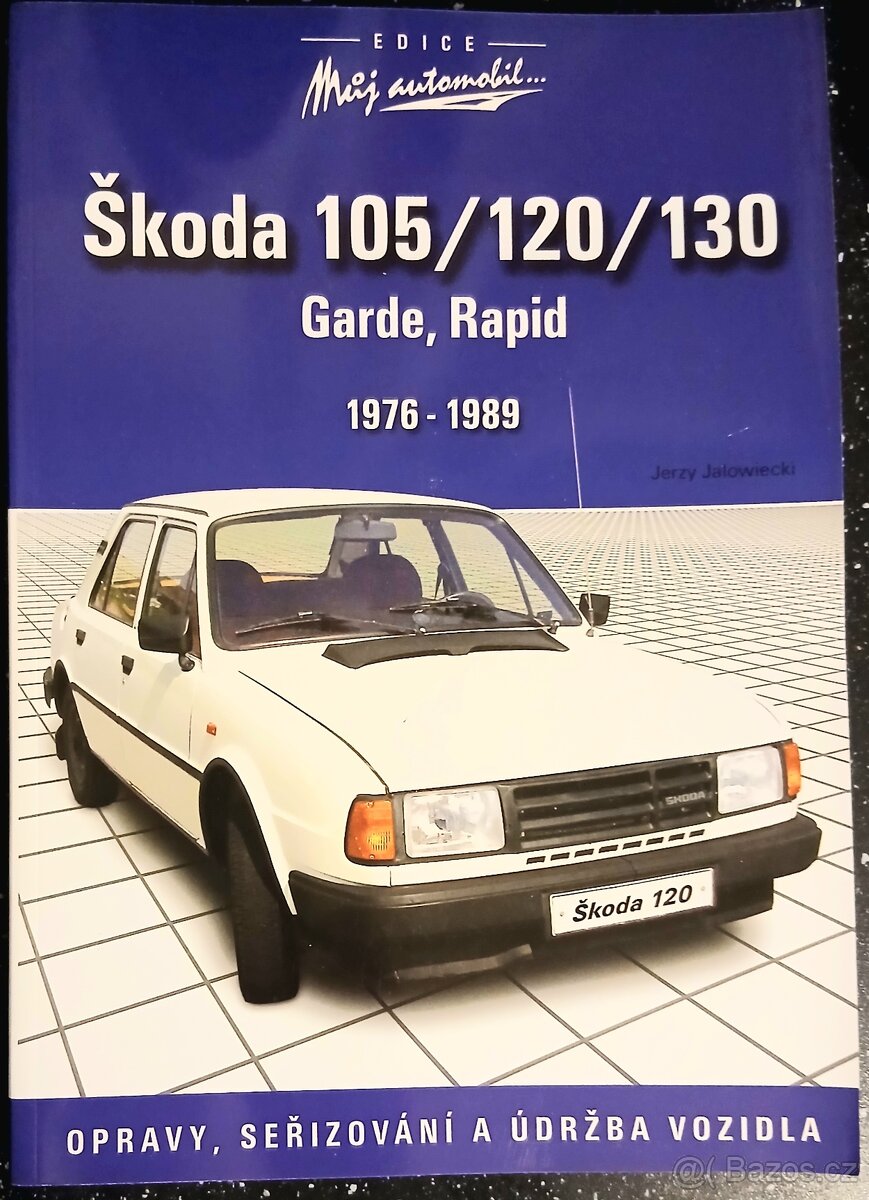 EDICE
Můj automobil...
Škoda 105/120/130
Garde, Rapid
1976 - 1989
Jerzy Jalowiecki
ŠKODA
Škoda 120
OPRAVY, SEŘIZOVÁNÍ A ÚDRŽBA VOZIDLA
@( Bazos.cz